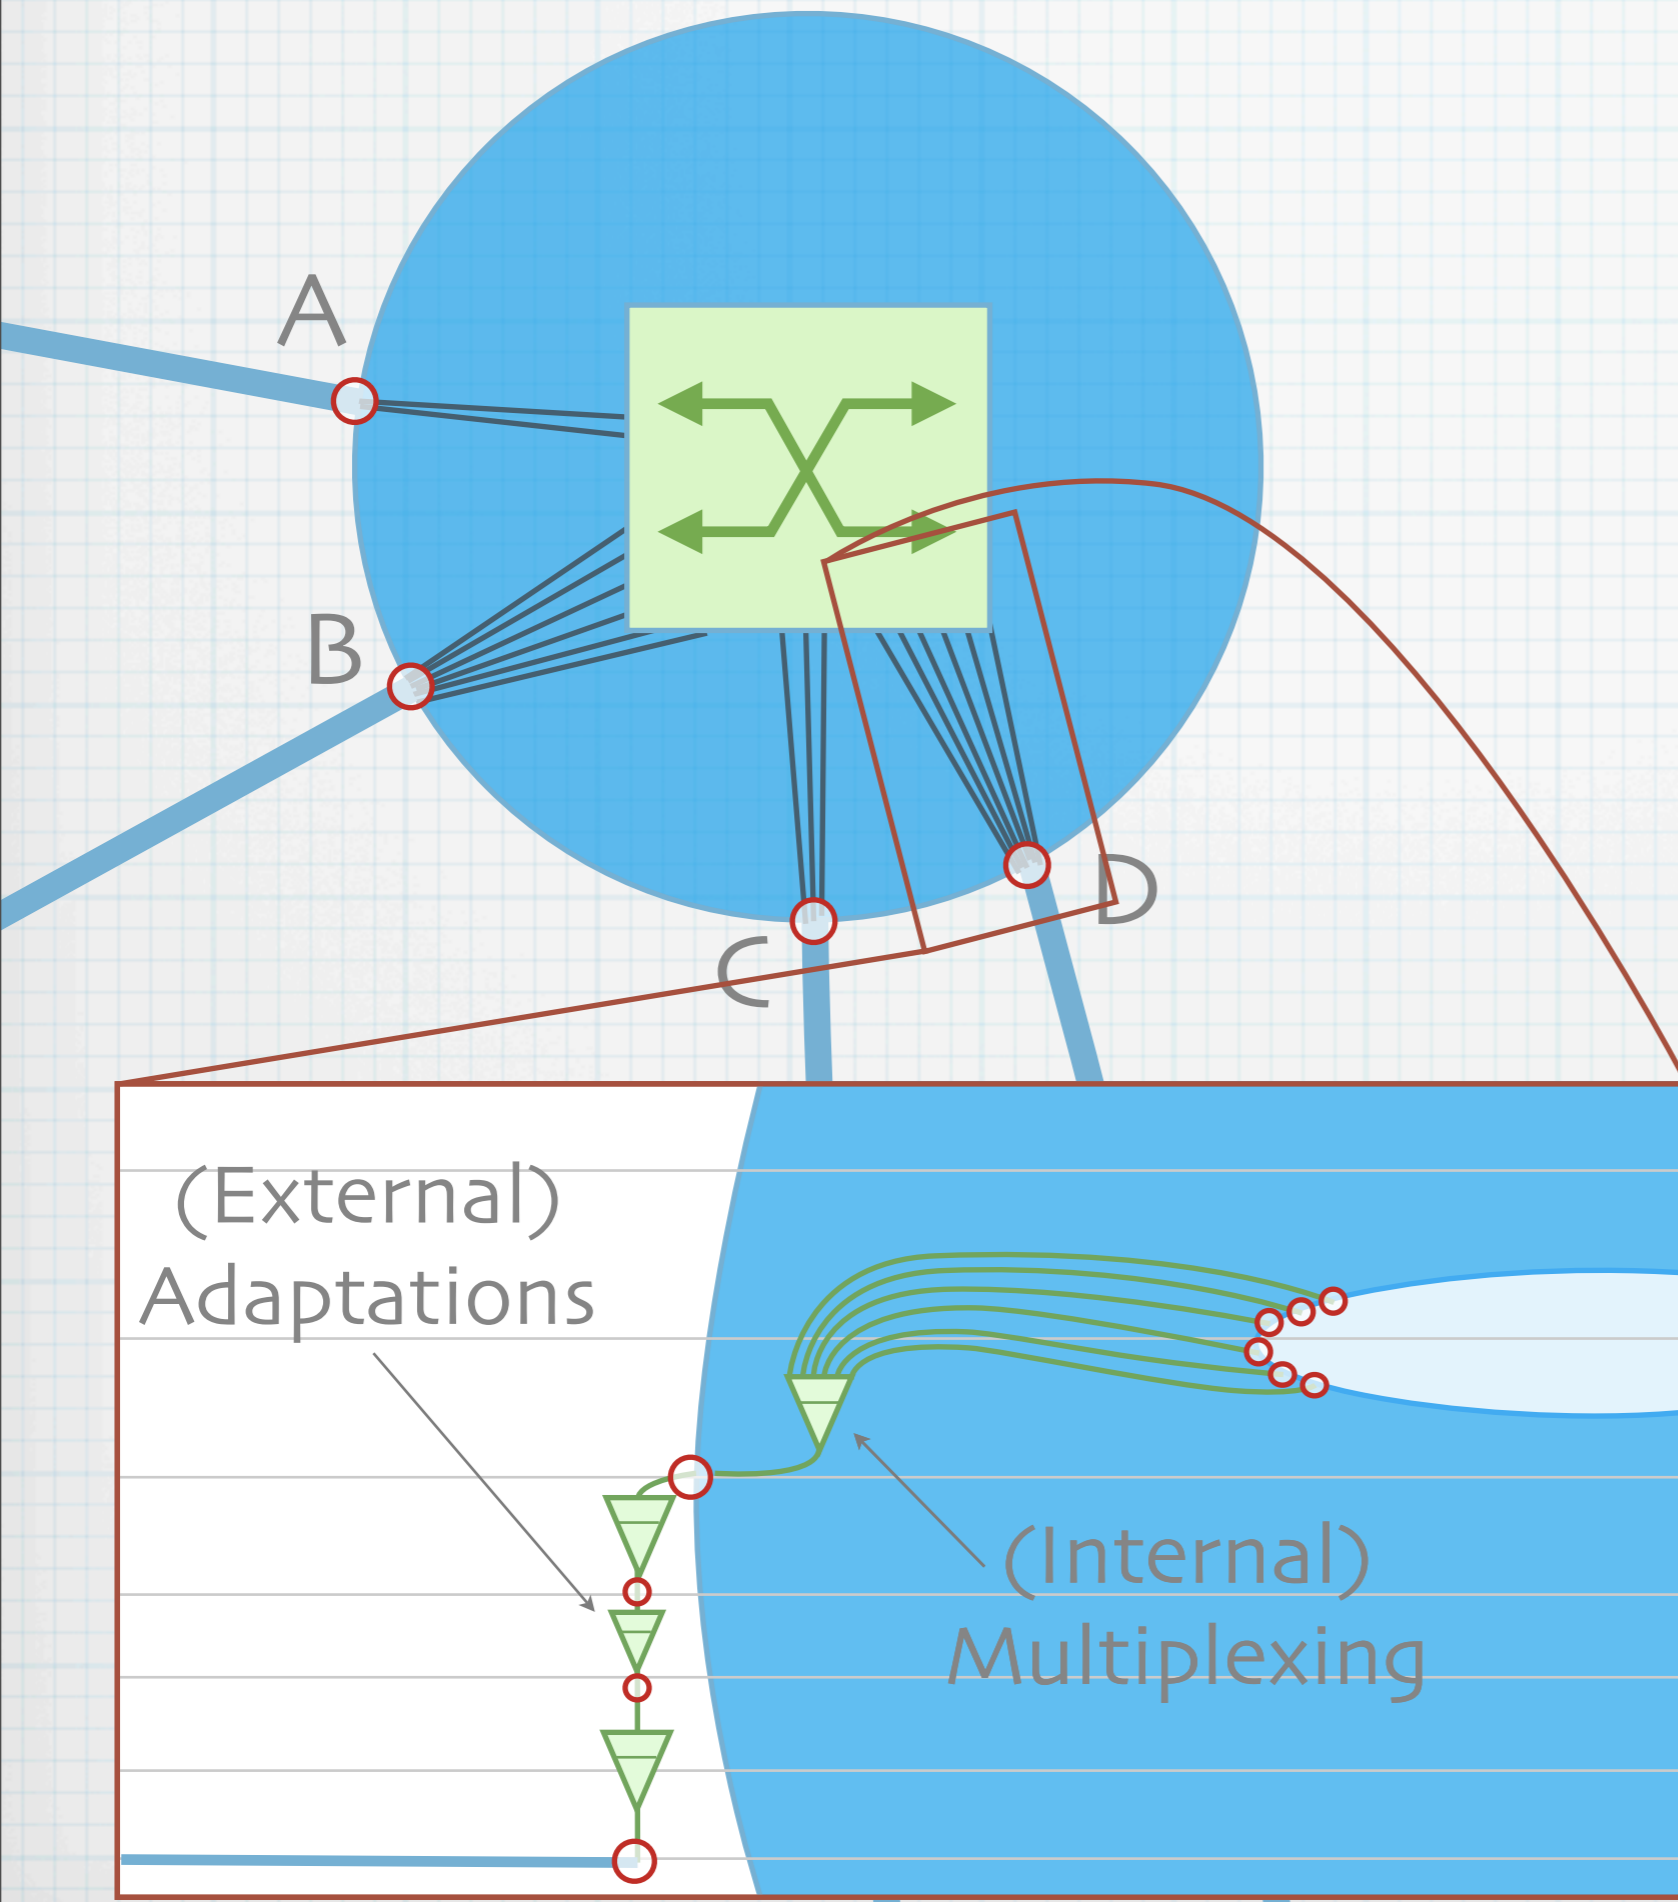 A
B
C
D
(External)
Adaptations
(Internal)
Multiplexing